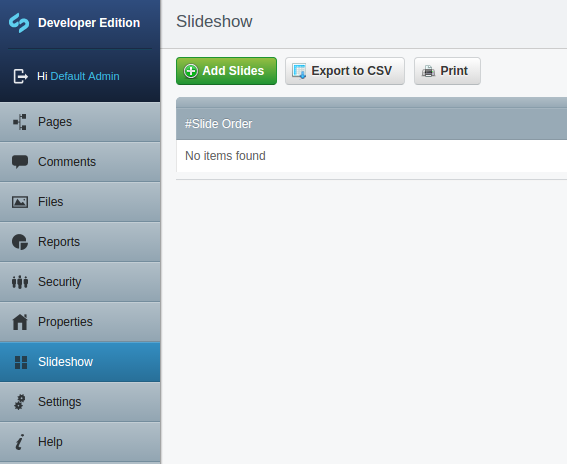 Developer Edition
Slideshow
Hi Default Admin
Add Slides
Export to CSV
Print
Pages
#Slide Order
Comments
No items found
Files
Reports
Security
Properties
Slideshow
Settings
Help